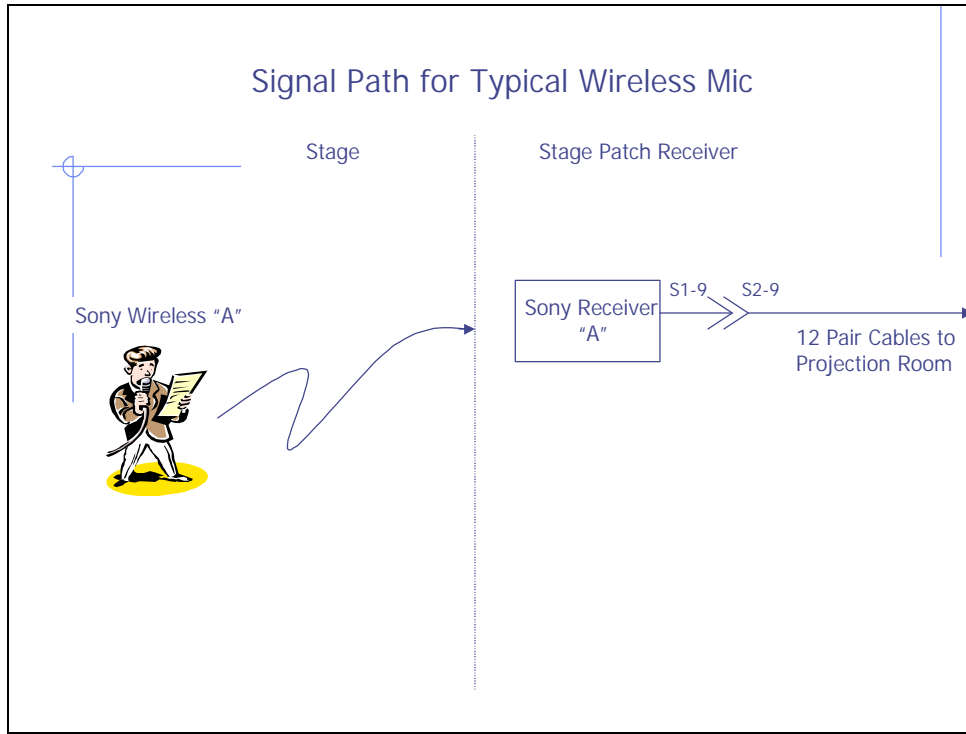 Signal Path for Typical Wireless Mic
Stage
Stage Patch Receiver
Sony Wireless “A”
Sony Receiver
“A”
S1-9
S2-9
12 Pair Cables to
Projection Room